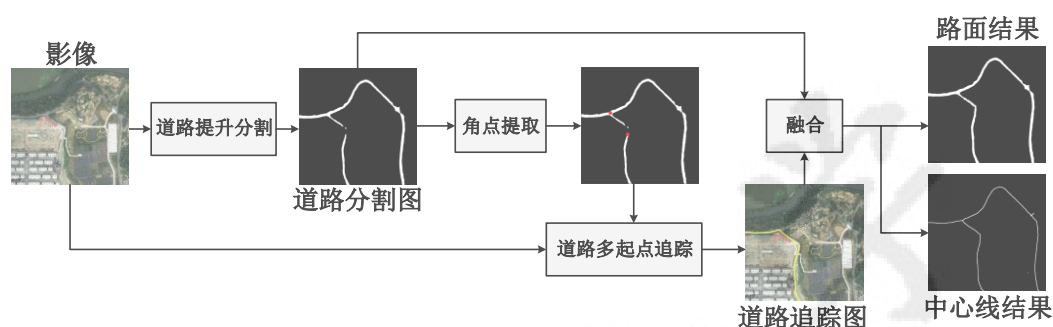 影像
道路提升分割
道路分割图
角点提取
道路多起点追踪
道路追踪图
融合
路面结果
中心线结果